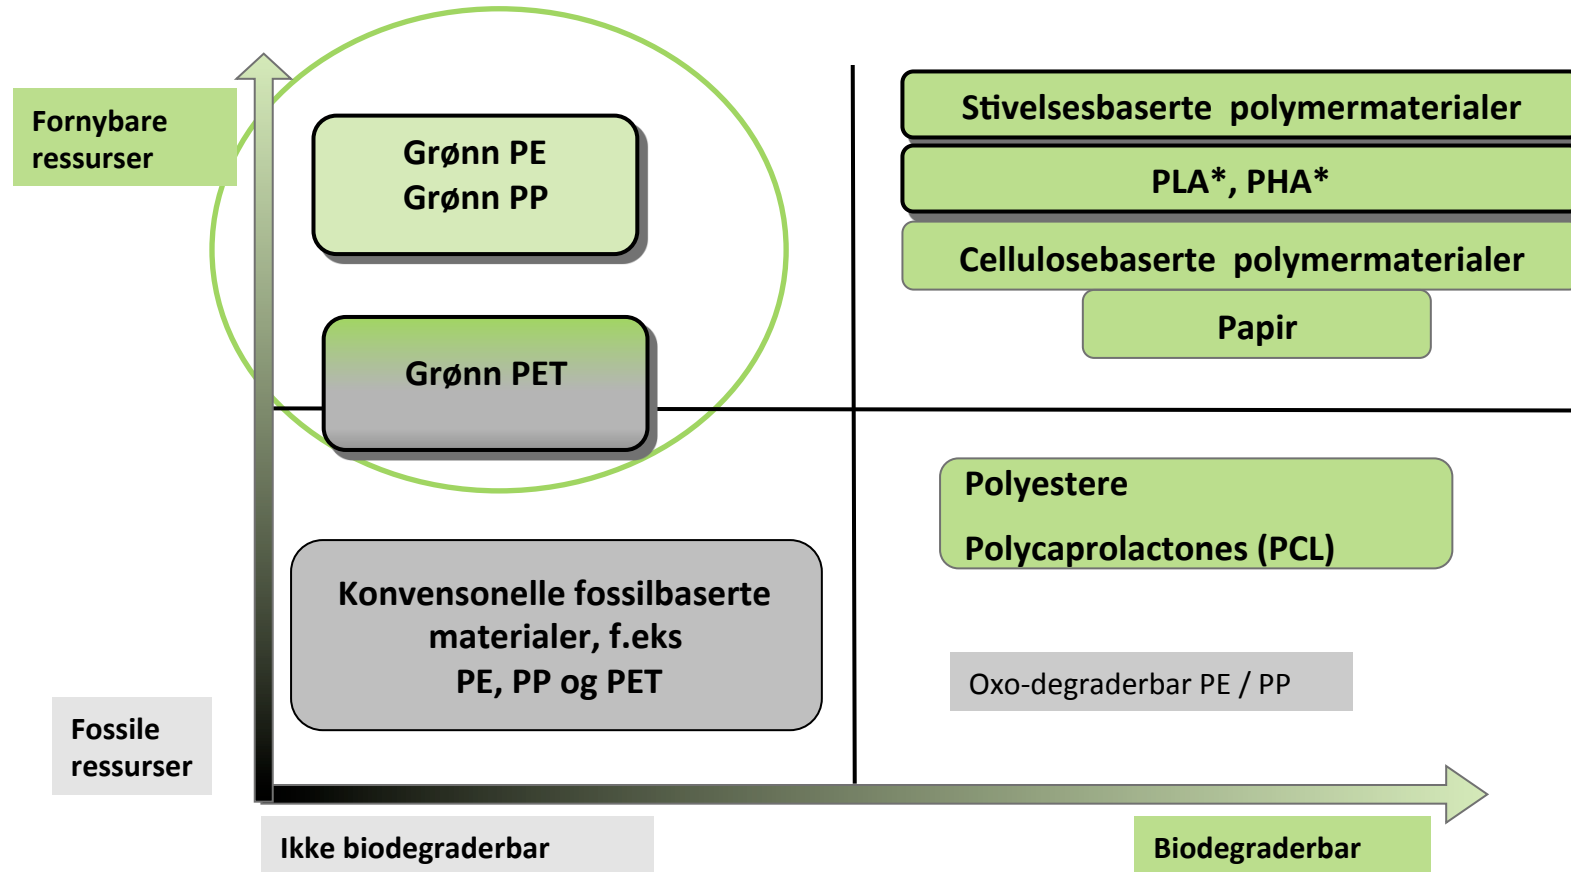 Fornybare
ressurser
Grønn PE
Grønn PP
Grønn PET
Stivelsesbaserte polymermaterialer
PLA*, PHA*
Cellulosebaserte polymermaterialer
Papir
Konvensonelle fossilbaserte
materialer, f.eks
PE, PP og PET
Polyestere
Polycaprolactones (PCL)
Oxo-degraderbar PE / PP
Fossile
ressurser
Ikke biodegraderbar
Biodegraderbar